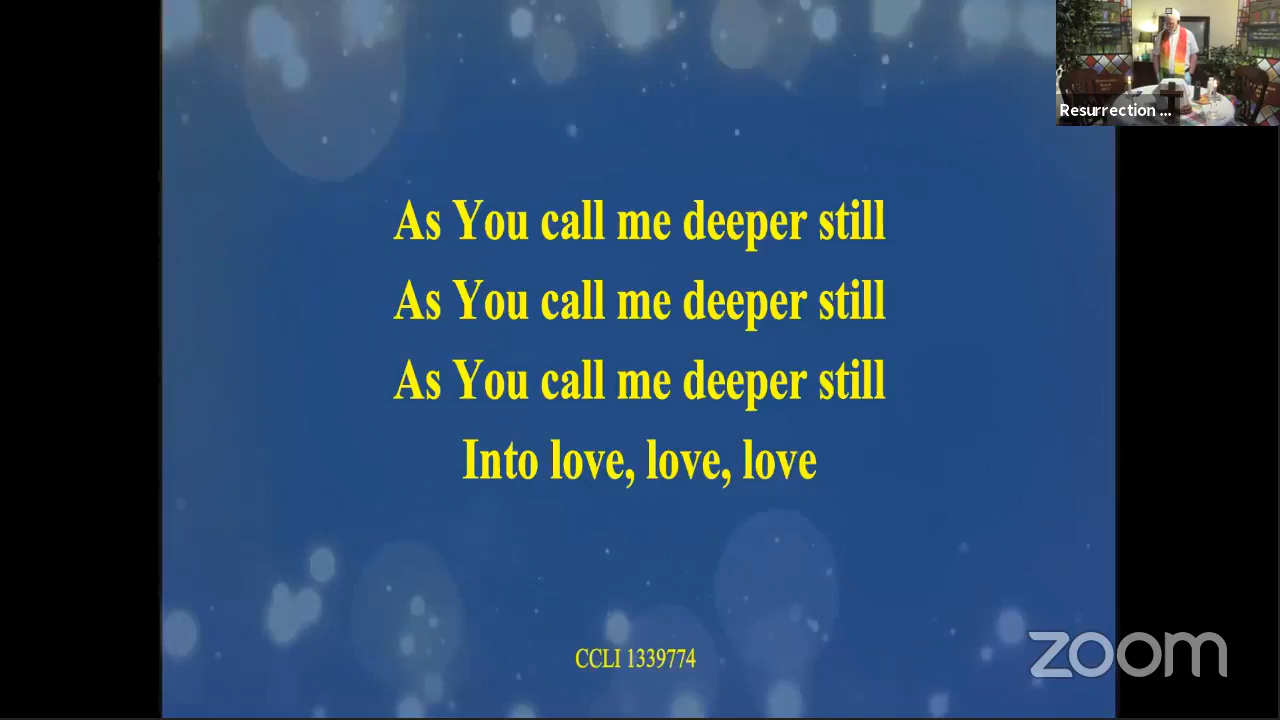 Resurrection ...
As You call me deeper still
As You call me deeper still
As You call me deeper still
Into love, love, love
CCLI 1339774
zoom